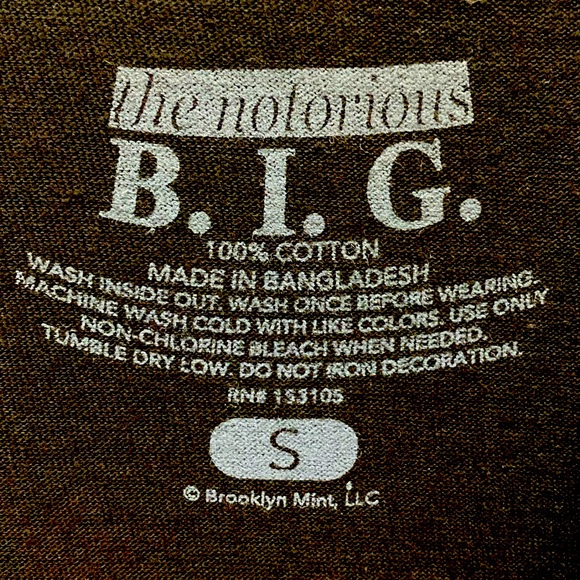 the notorious
B. I. G.
100% COTTON
MADE IN BANGLADESH
WASH INSIDE OUT. WASH ONCE BEFORE WEARING.
MACHINE WASH COLD WITH LIKE COLORS. USE ONLY
NON-CHLORINE BLEACH WHEN NEEDED.
TUMBLE DRY LOW. DO NOT IRON DECORATION.
RN# 153105
S
© Brooklyn Mint, LLC